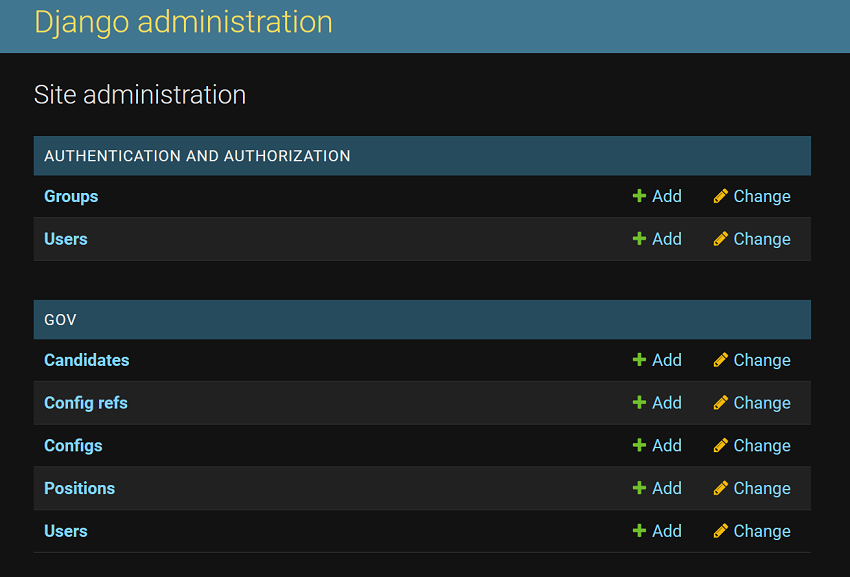 Django administration
Site administration
AUTHENTICATION AND AUTHORIZATION
Groups Add Change
Users Add Change
GOV
Candidates Add Change
Config refs Add Change
Configs Add Change
Positions Add Change
Users Add Change